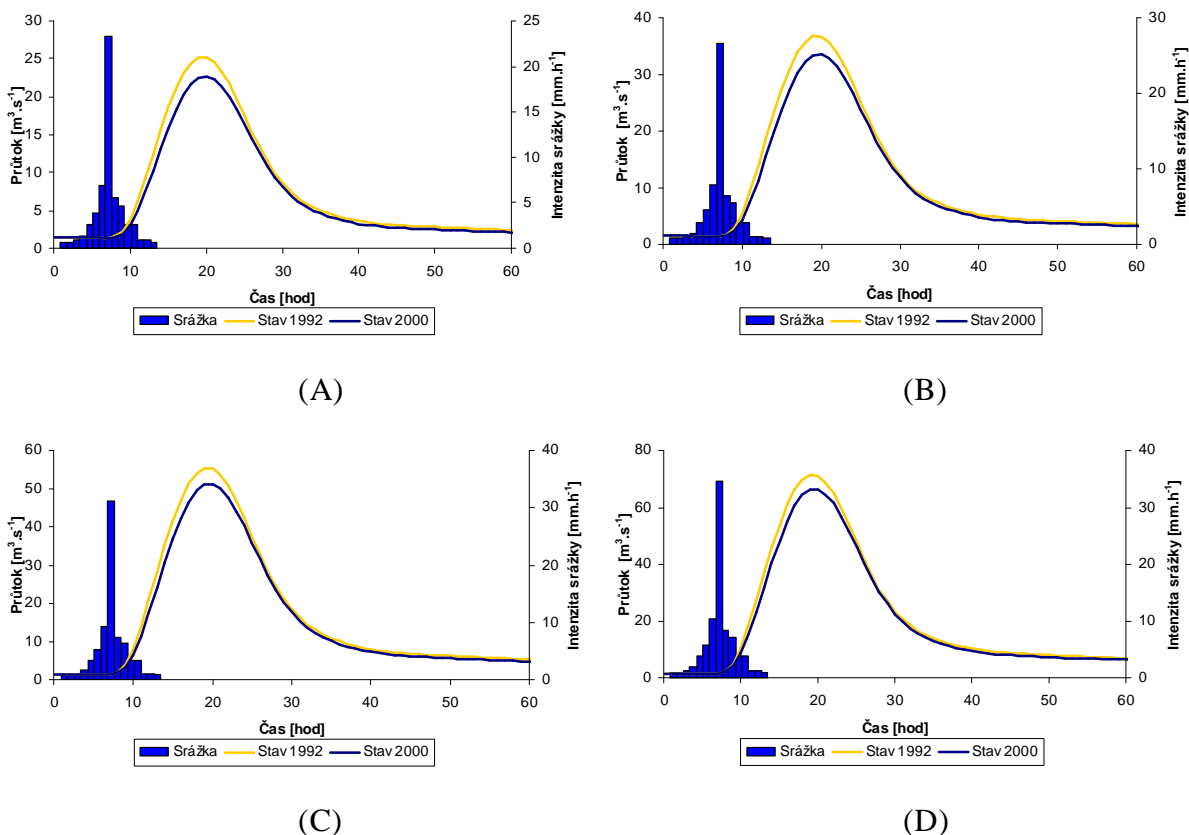 Průtok [m³.s⁻¹]
30
25
20
15
10
5
0
25
20
15
10
5
0
Intenzita srážky [mm.h⁻¹]
0 10 20 30 40 50 60
Čas [hod]
Srážka Stav 1992 Stav 2000
(A)
Průtok [m³.s⁻¹]
40
30
20
10
0
30
20
10
0
Intenzita srážky [mm.h⁻¹]
0 10 20 30 40 50 60
Čas [hod]
Srážka Stav 1992 Stav 2000
(B)
Průtok [m³.s⁻¹]
60
50
40
30
20
10
0
40
30
20
10
0
Intenzita srážky [mm.h⁻¹]
0 10 20 30 40 50 60
Čas [hod]
Srážka Stav 1992 Stav 2000
(C)
Průtok [m³.s⁻¹]
80
60
40
20
0
40
30
20
10
0
Intenzita srážky [mm.h⁻¹]
0 10 20 30 40 50 60
Čas [hod]
Srážka Stav 1992 Stav 2000
(D)